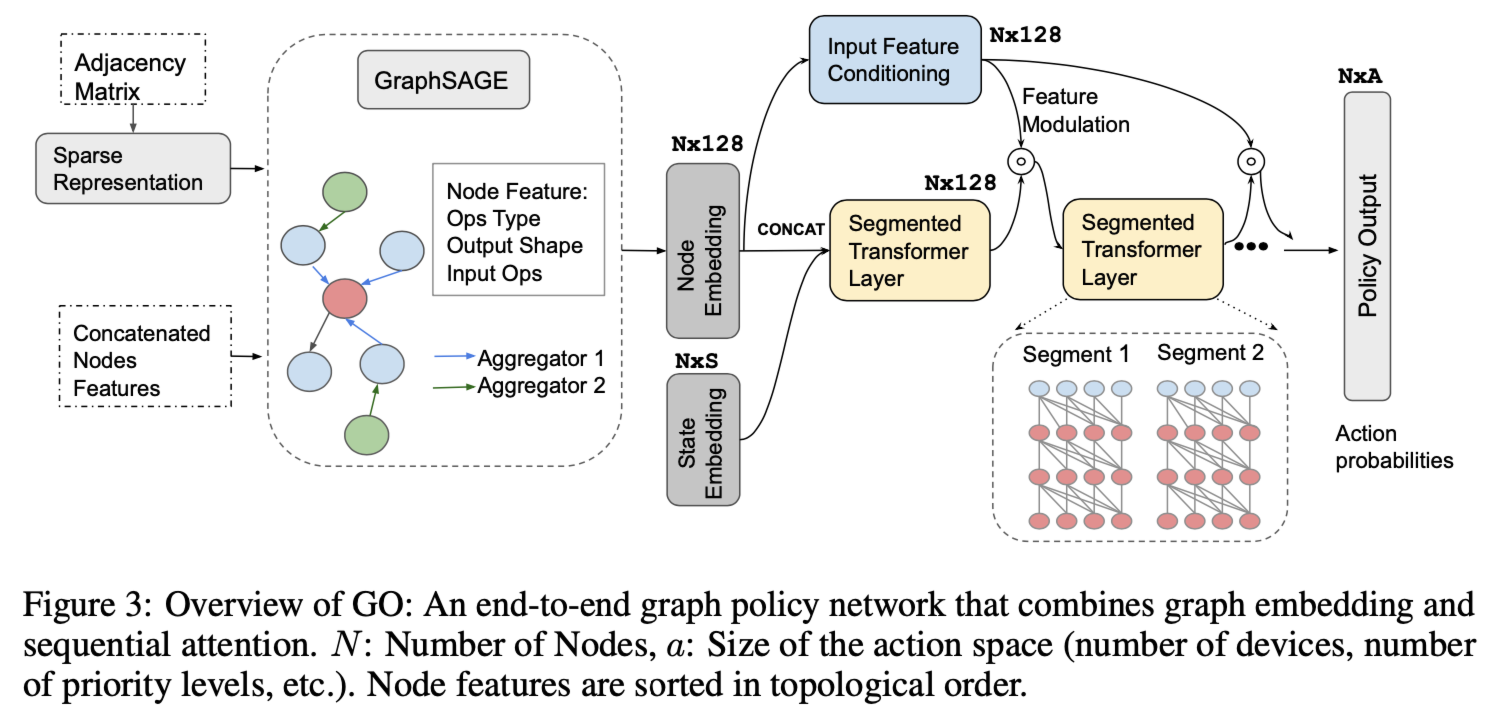 Adjacency
Matrix
Sparse
Representation
Concatenated
Nodes
Features
GraphSAGE
Node Feature:
Ops Type
Output Shape
Input Ops
Aggregator 1
Aggregator 2
Nx128
Node
Embedding
NxS
State
Embedding
CONCAT
Input Feature
Conditioning
Nx128
Feature
Modulation
Nx128
Segmented
Transformer
Layer
Segmented
Transformer
Layer
Segment 1
Segment 2
NxA
Policy Output
Action
probabilities
Figure 3: Overview of GO: An end-to-end graph policy network that combines graph embedding and
sequential attention. N: Number of Nodes, a: Size of the action space (number of devices, number
of priority levels, etc.). Node features are sorted in topological order.